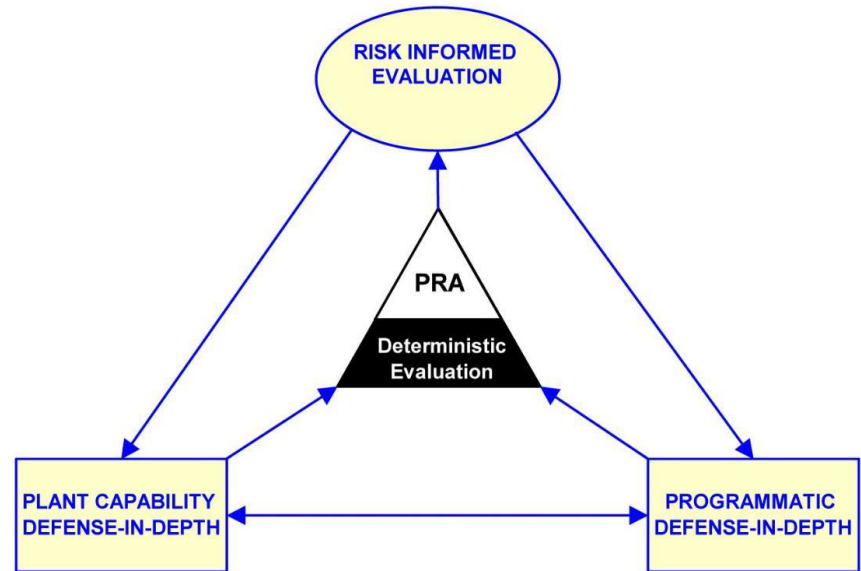 RISK INFORMED
EVALUATION
PRA
Deterministic
Evaluation
PLANT CAPABILITY
DEFENSE-IN-DEPTH
PROGRAMMATIC
DEFENSE-IN-DEPTH